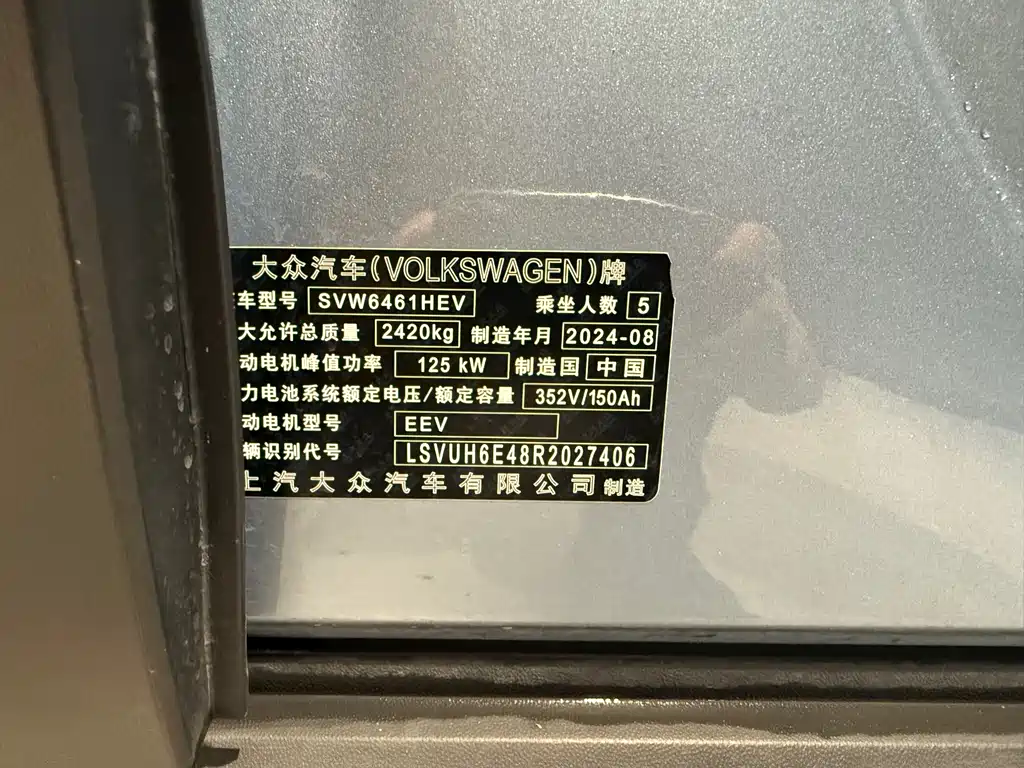 大众汽车(VOLKSWAGEN)牌
车型号 SVW6461HEV 乘坐人数 5
大允许总质量 2420kg 制造年月 2024-08
动电机峰值功率 125 kW 制造国 中国
力电池系统额定电压/额定容量 352V/150Ah
动电机型号 EEV
辆识别代号 LSVUH6E48R2027406
上汽大众汽车有限公司制造